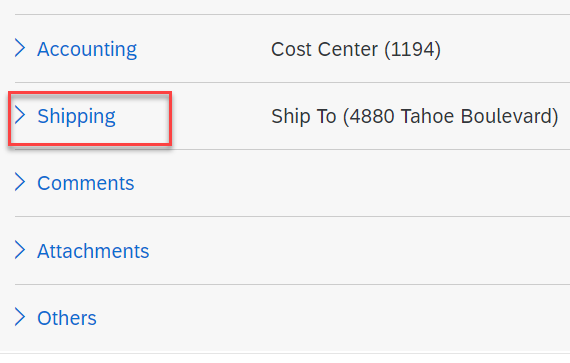 Accounting Cost Center (1194)
Shipping Ship To (4880 Tahoe Boulevard)
Comments
Attachments
Others